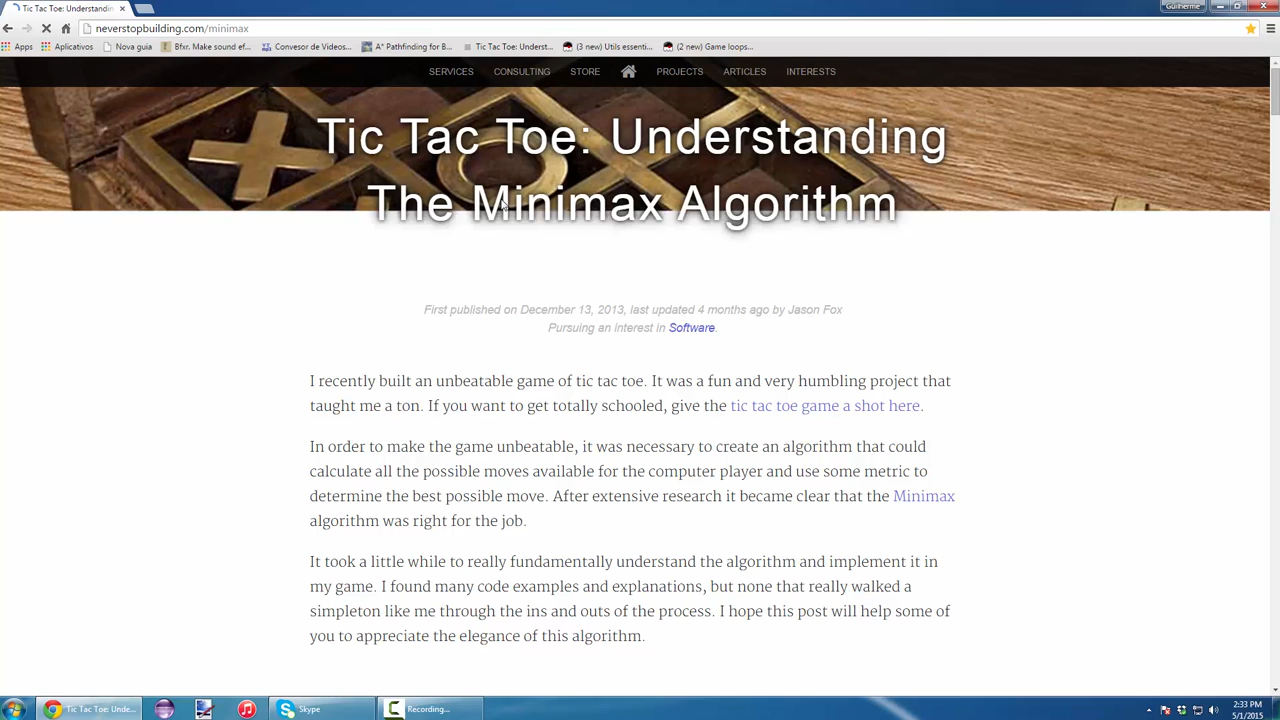 Tic Tac Toe: Understandin
Guilherme
neverstopbuilding.com/minimax
Apps Aplicativos Nova guia Bfxr. Make sound ef... Convesor de Videos... A* Pathfinding for B... Tic Tac Toe: Underst... (3 new) Utils essenti... (2 new) Game loops...
SERVICES CONSULTING STORE PROJECTS ARTICLES INTERESTS
Tic Tac Toe: Understanding
The Minimax Algorithm
First published on December 13, 2013, last updated 4 months ago by Jason Fox
Pursuing an interest in Software.
I recently built an unbeatable game of tic tac toe. It was a fun and very humbling project that
taught me a ton. If you want to get totally schooled, give the tic tac toe game a shot here.
In order to make the game unbeatable, it was necessary to create an algorithm that could
calculate all the possible moves available for the computer player and use some metric to
determine the best possible move. After extensive research it became clear that the Minimax
algorithm was right for the job.
It took a little while to really fundamentally understand the algorithm and implement it in
my game. I found many code examples and explanations, but none that really walked a
simpleton like me through the ins and outs of the process. I hope this post will help some of
you to appreciate the elegance of this algorithm.
Tic Tac Toe: Unde... Skype Recording...
2:33 PM
5/1/2015